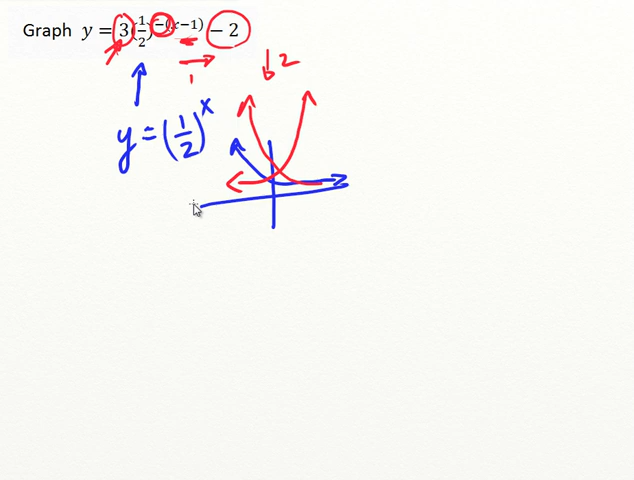 Graph y = 3(1/2)^−(x−1) − 2
1
↓2
y = (1/2)^x